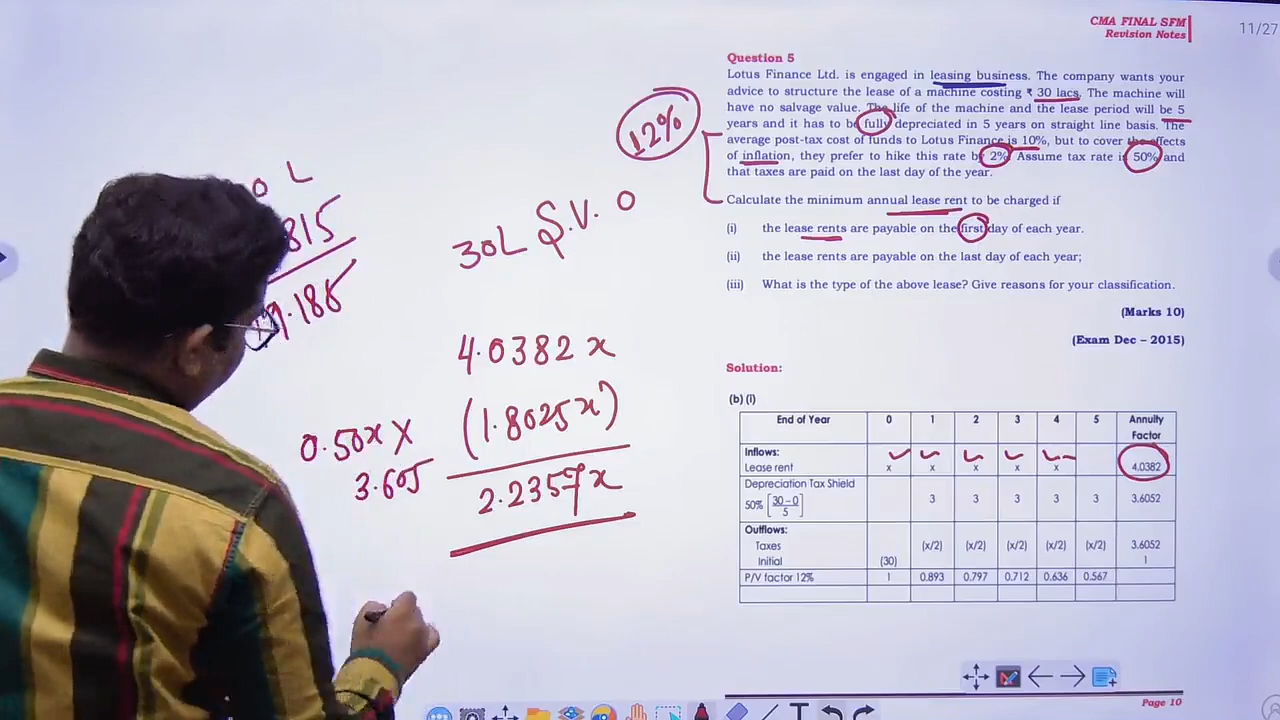 CMA FINAL SFM
Revision Notes
11/27
Question 5
Lotus Finance Ltd. is engaged in leasing business. The company wants your
advice to structure the lease of a machine costing ₹ 30 lacs. The machine will
have no salvage value. The life of the machine and the lease period will be 5
years and it has to be fully depreciated in 5 years on straight line basis. The
average post-tax cost of funds to Lotus Finance is 10%, but to cover the effects
of inflation, they prefer to hike this rate by 2%. Assume tax rate is 50% and
that taxes are paid on the last day of the year.
Calculate the minimum annual lease rent to be charged if
(i) the lease rents are payable on the first day of each year.
(ii) the lease rents are payable on the last day of each year;
(iii) What is the type of the above lease? Give reasons for your classification.
(Marks 10)
(Exam Dec – 2015)
Solution:
(b) (i)
End of Year 0 1 2 3 4 5 Annuity
Factor
Inflows:
Lease rent x x x x x 4.0382
Depreciation Tax Shield
50% [30-0/5] 3 3 3 3 3 3.6052
Outflows:
Taxes (x/2) (x/2) (x/2) (x/2) (x/2) 3.6052
Initial (30) 1
P/V factor 12% 1 0.893 0.797 0.712 0.636 0.567
Page 10
12%
0 L
815
9.185
30L S.V. 0
4.0382 x
0.50x X (1.8025x)
3.605
2.2357x